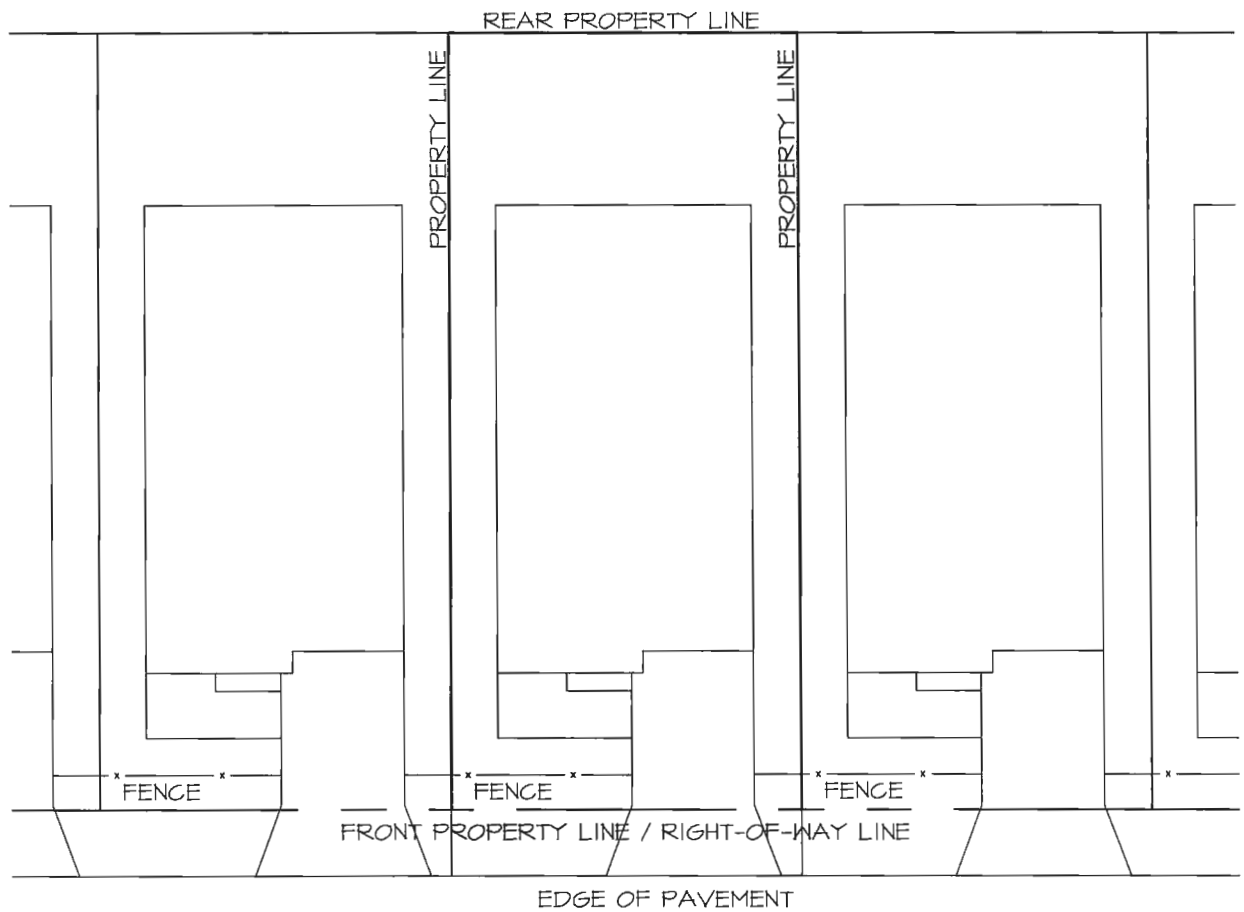 REAR PROPERTY LINE
PROPERTY LINE
PROPERTY LINE
FENCE
FENCE
FENCE
FRONT PROPERTY LINE / RIGHT-OF-WAY LINE
EDGE OF PAVEMENT